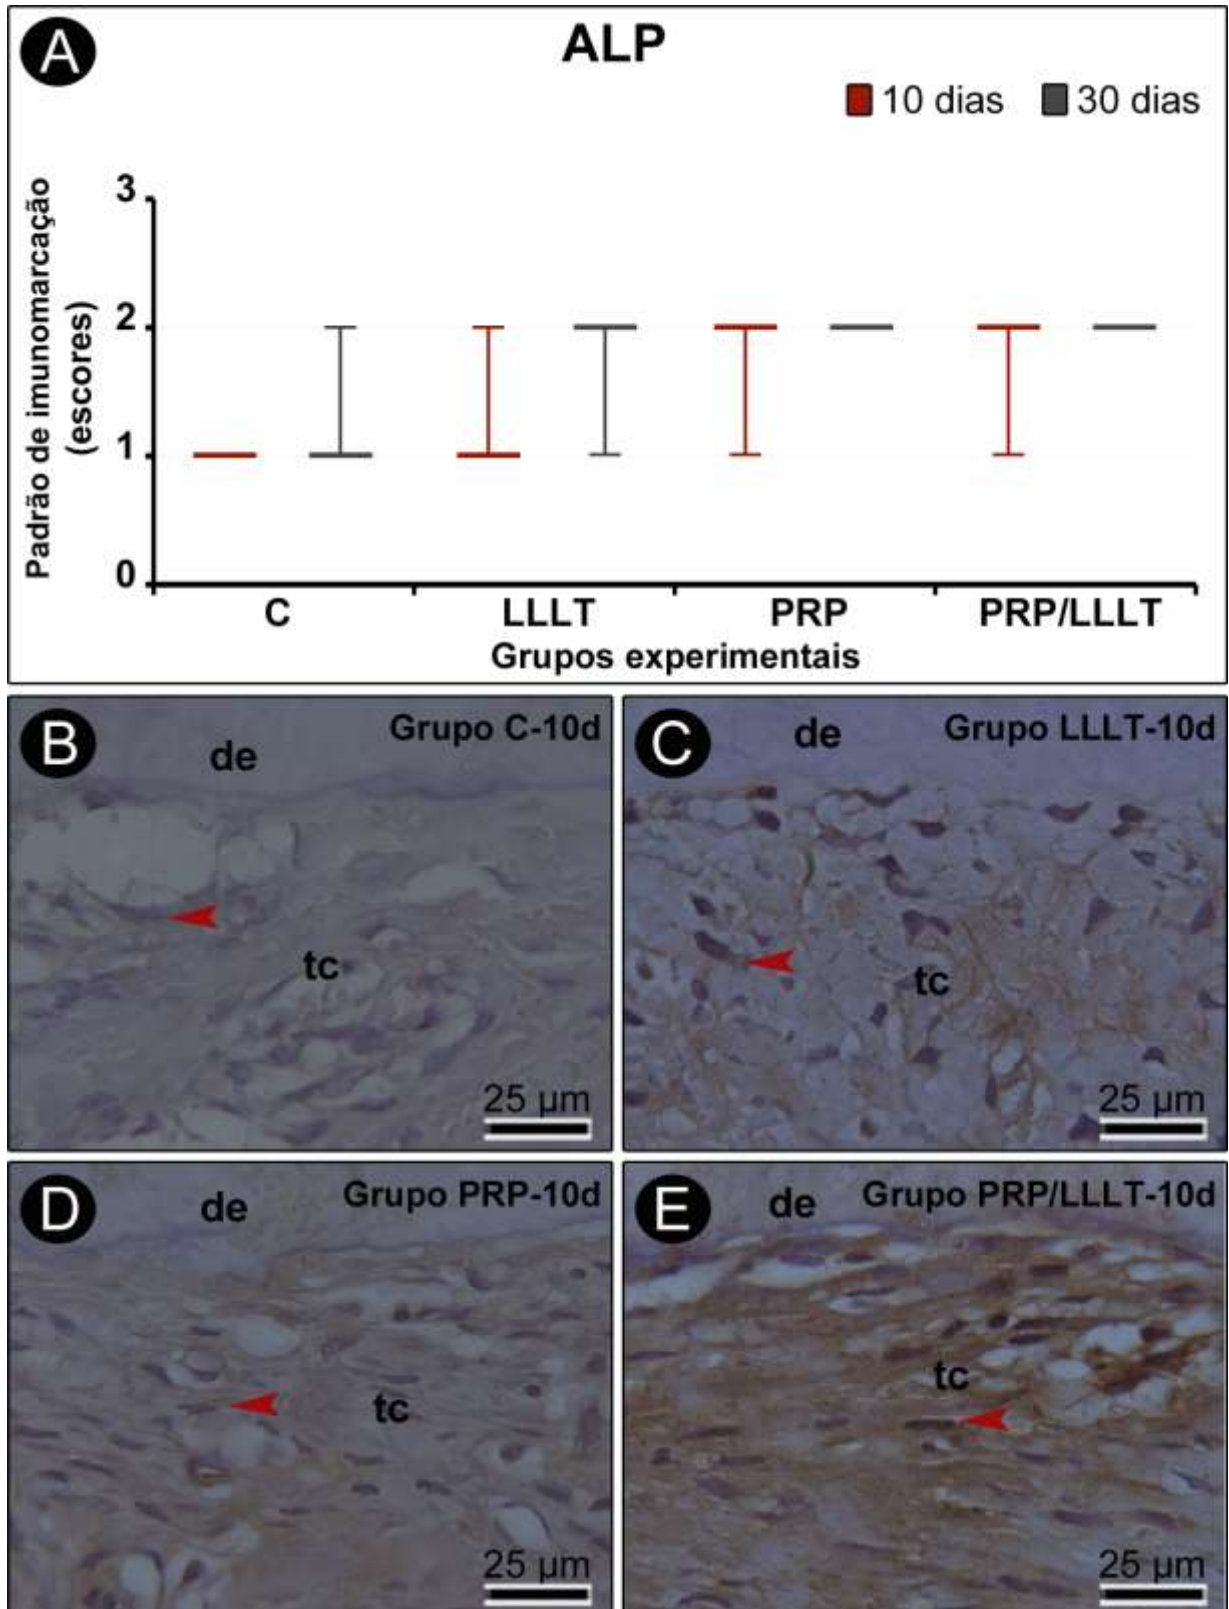 A
ALP
10 dias
30 dias
Padrão de imunomarcação
(escores)
3
2
1
0
C
LLLT
PRP
PRP/LLLT
Grupos experimentais
B
de
Grupo C-10d
tc
25 µm
C
de
Grupo LLLT-10d
tc
25 µm
D
de
Grupo PRP-10d
tc
25 µm
E
de
Grupo PRP/LLLT-10d
tc
25 µm